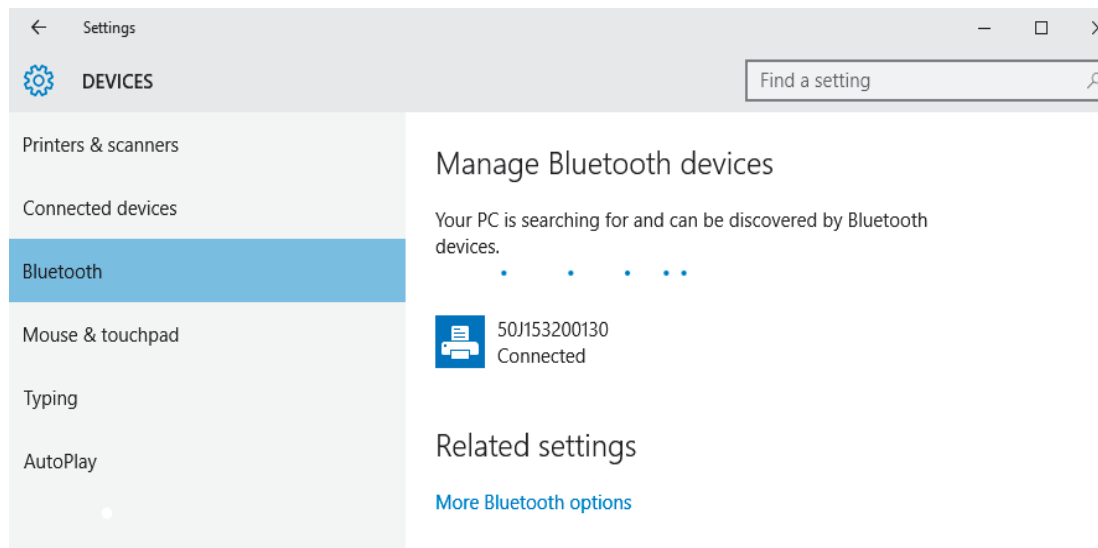 Settings
DEVICES
Find a setting
Printers & scanners
Connected devices
Bluetooth
Mouse & touchpad
Typing
AutoPlay
Manage Bluetooth devices
Your PC is searching for and can be discovered by Bluetooth
devices.
50J153200130
Connected
Related settings
More Bluetooth options